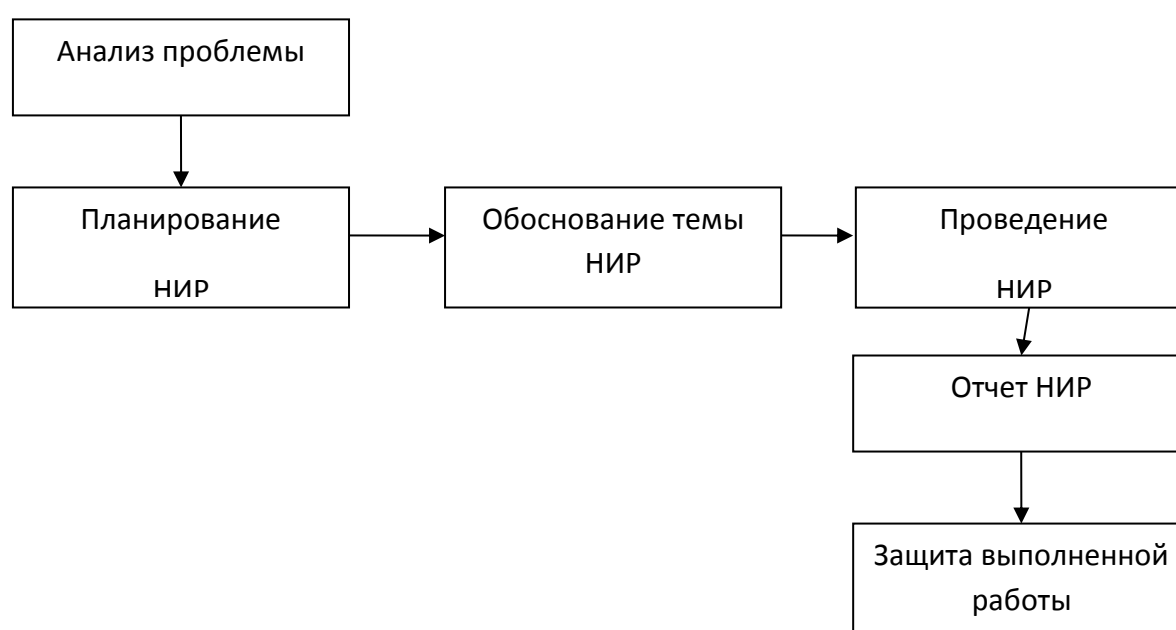 Анализ проблемы
Планирование
НИР
Обоснование темы
НИР
Проведение
НИР
Отчет НИР
Защита выполненной
работы